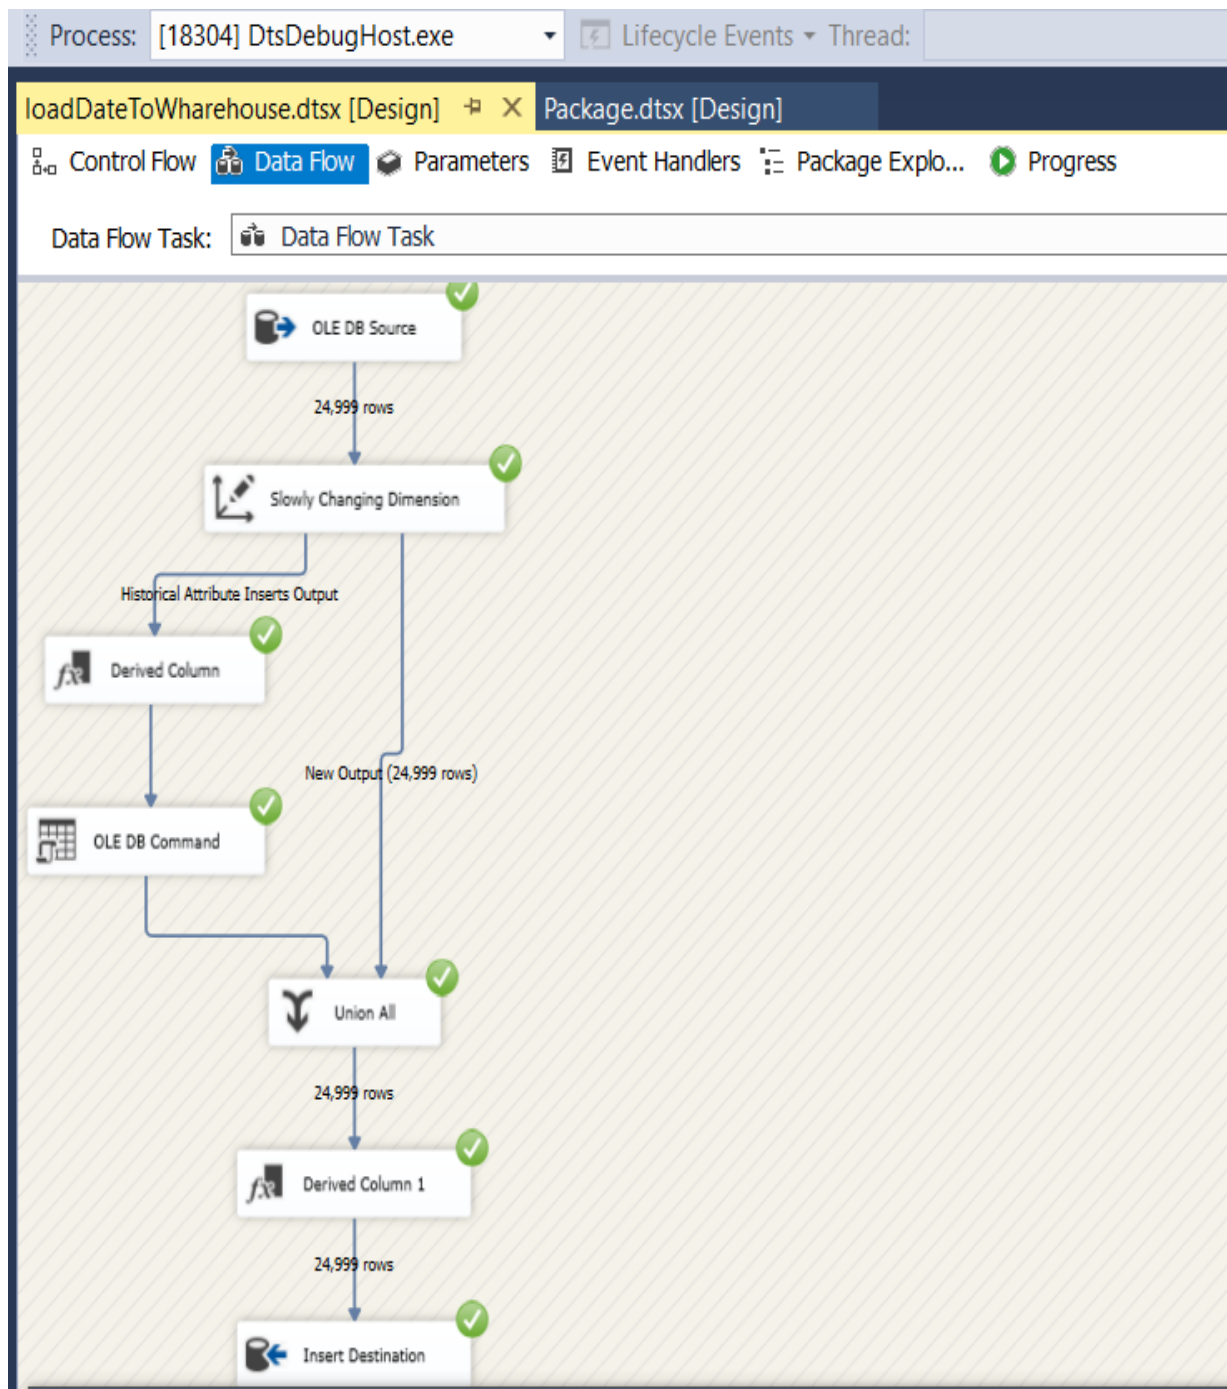 Process: [18304] DtsDebugHost.exe Lifecycle Events Thread:
loadDateToWharehouse.dtsx [Design] Package.dtsx [Design]
Control Flow Data Flow Parameters Event Handlers Package Explo... Progress
Data Flow Task: Data Flow Task
OLE DB Source
24,999 rows
Slowly Changing Dimension
Historical Attribute Inserts Output
Derived Column
New Output (24,999 rows)
OLE DB Command
Union All
24,999 rows
Derived Column 1
24,999 rows
Insert Destination